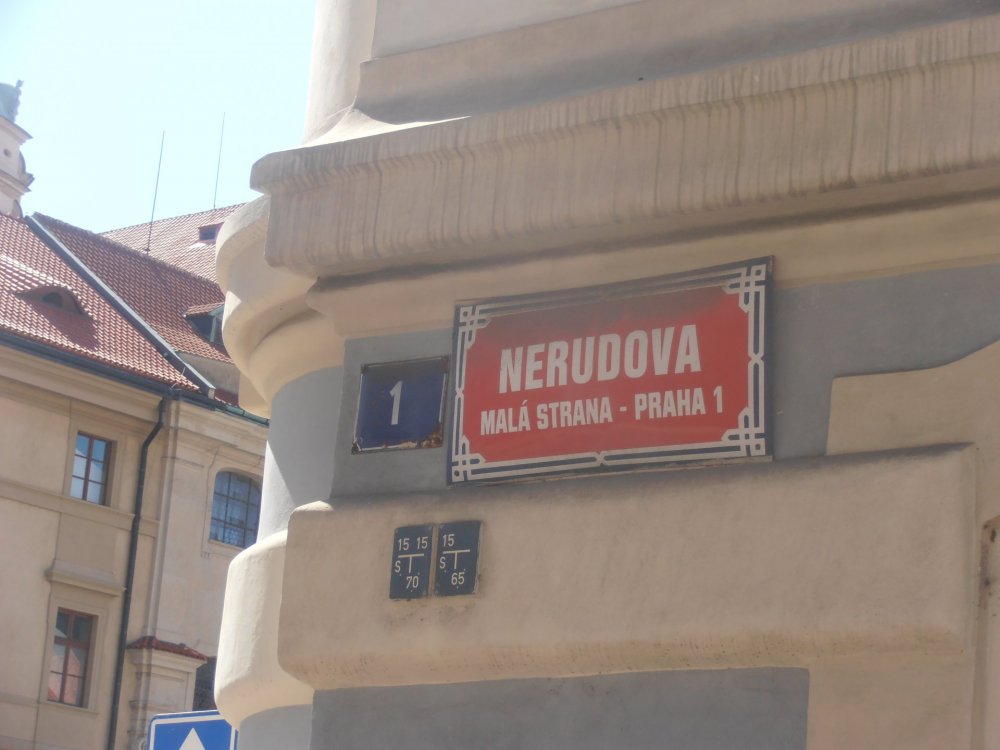 1
NERUDOVA
MALÁ STRANA - PRAHA 1
15 15
S
70
15
S
65